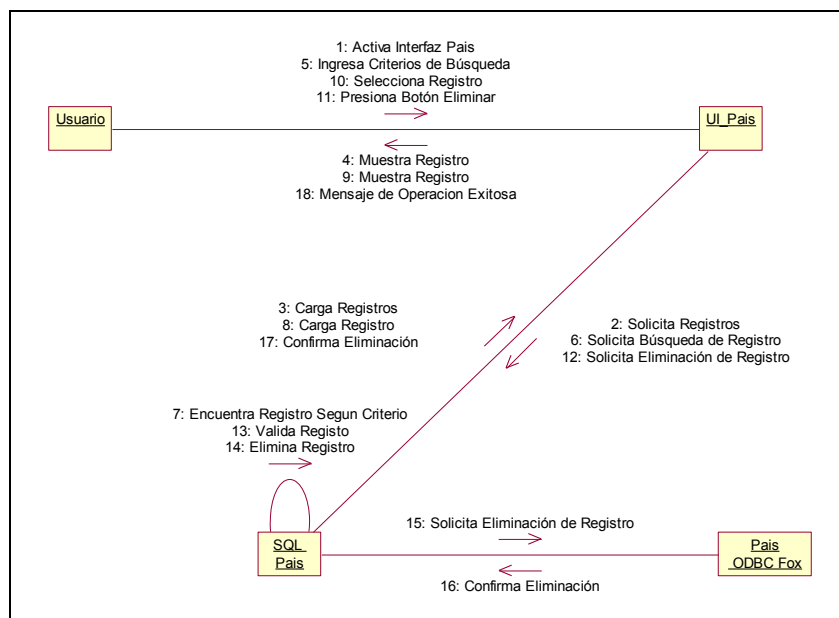 1: Activa Interfaz Pais
5: Ingresa Criterios de Búsqueda
10: Selecciona Registro
11: Presiona Botón Eliminar
Usuario
UI_Pais
4: Muestra Registro
9: Muestra Registro
18: Mensaje de Operacion Exitosa
3: Carga Registros
8: Carga Registro
17: Confirma Eliminación
2: Solicita Registros
6: Solicita Búsqueda de Registro
12: Solicita Eliminación de Registro
7: Encuentra Registro Segun Criterio
13: Valida Registo
14: Elimina Registro
15: Solicita Eliminación de Registro
SQL_
Pais
Pais
_ODBC Fox
16: Confirma Eliminación